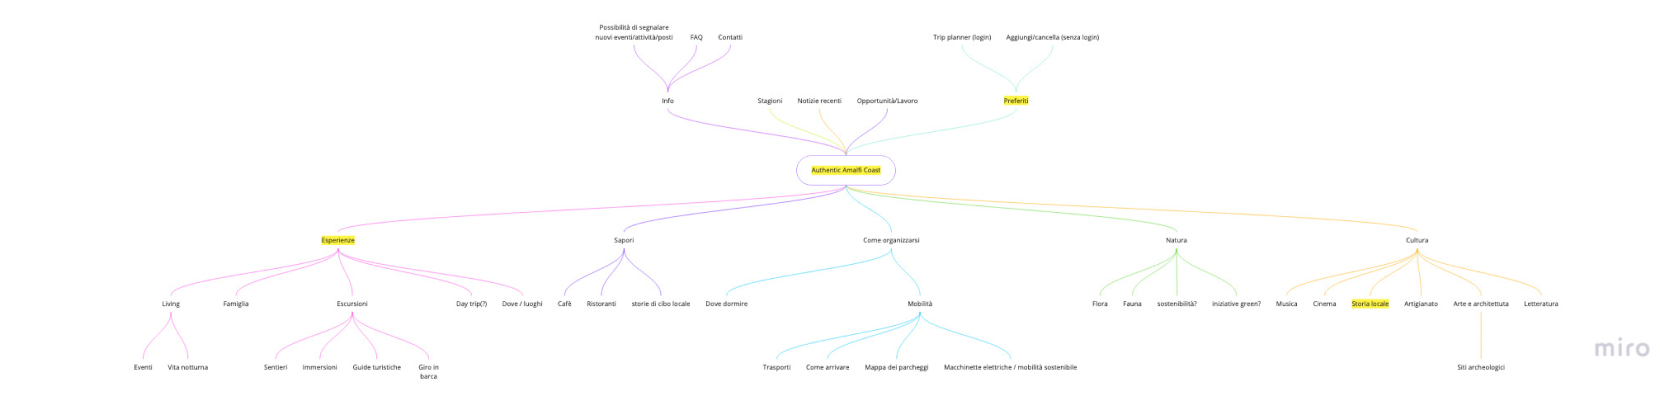 Possibilità di segnalare
nuovi eventi/attività/posti
FAQ
Contatti
Trip planner (login)
Aggiungi/cancella (senza login)
Info
Stagioni
Notizie recenti
Opportunità/Lavoro
Preferiti
Authentic Amalfi Coast
Esperienze
Sapori
Come organizzarsi
Natura
Cultura
Living
Famiglia
Escursioni
Day trip(?)
Dove / luoghi
Cafè
Ristoranti
storie di cibo locale
Dove dormire
Mobilità
Flora
Fauna
sostenibilità?
iniziative green?
Musica
Cinema
Storia locale
Artigianato
Arte e architettuta
Letteratura
Eventi
Vita notturna
Sentieri
Immersioni
Guide turistiche
Giro in
barca
Trasporti
Come arrivare
Mappa dei parcheggi
Macchinette elettriche / mobilità sostenibile
Siti archeologici
miro